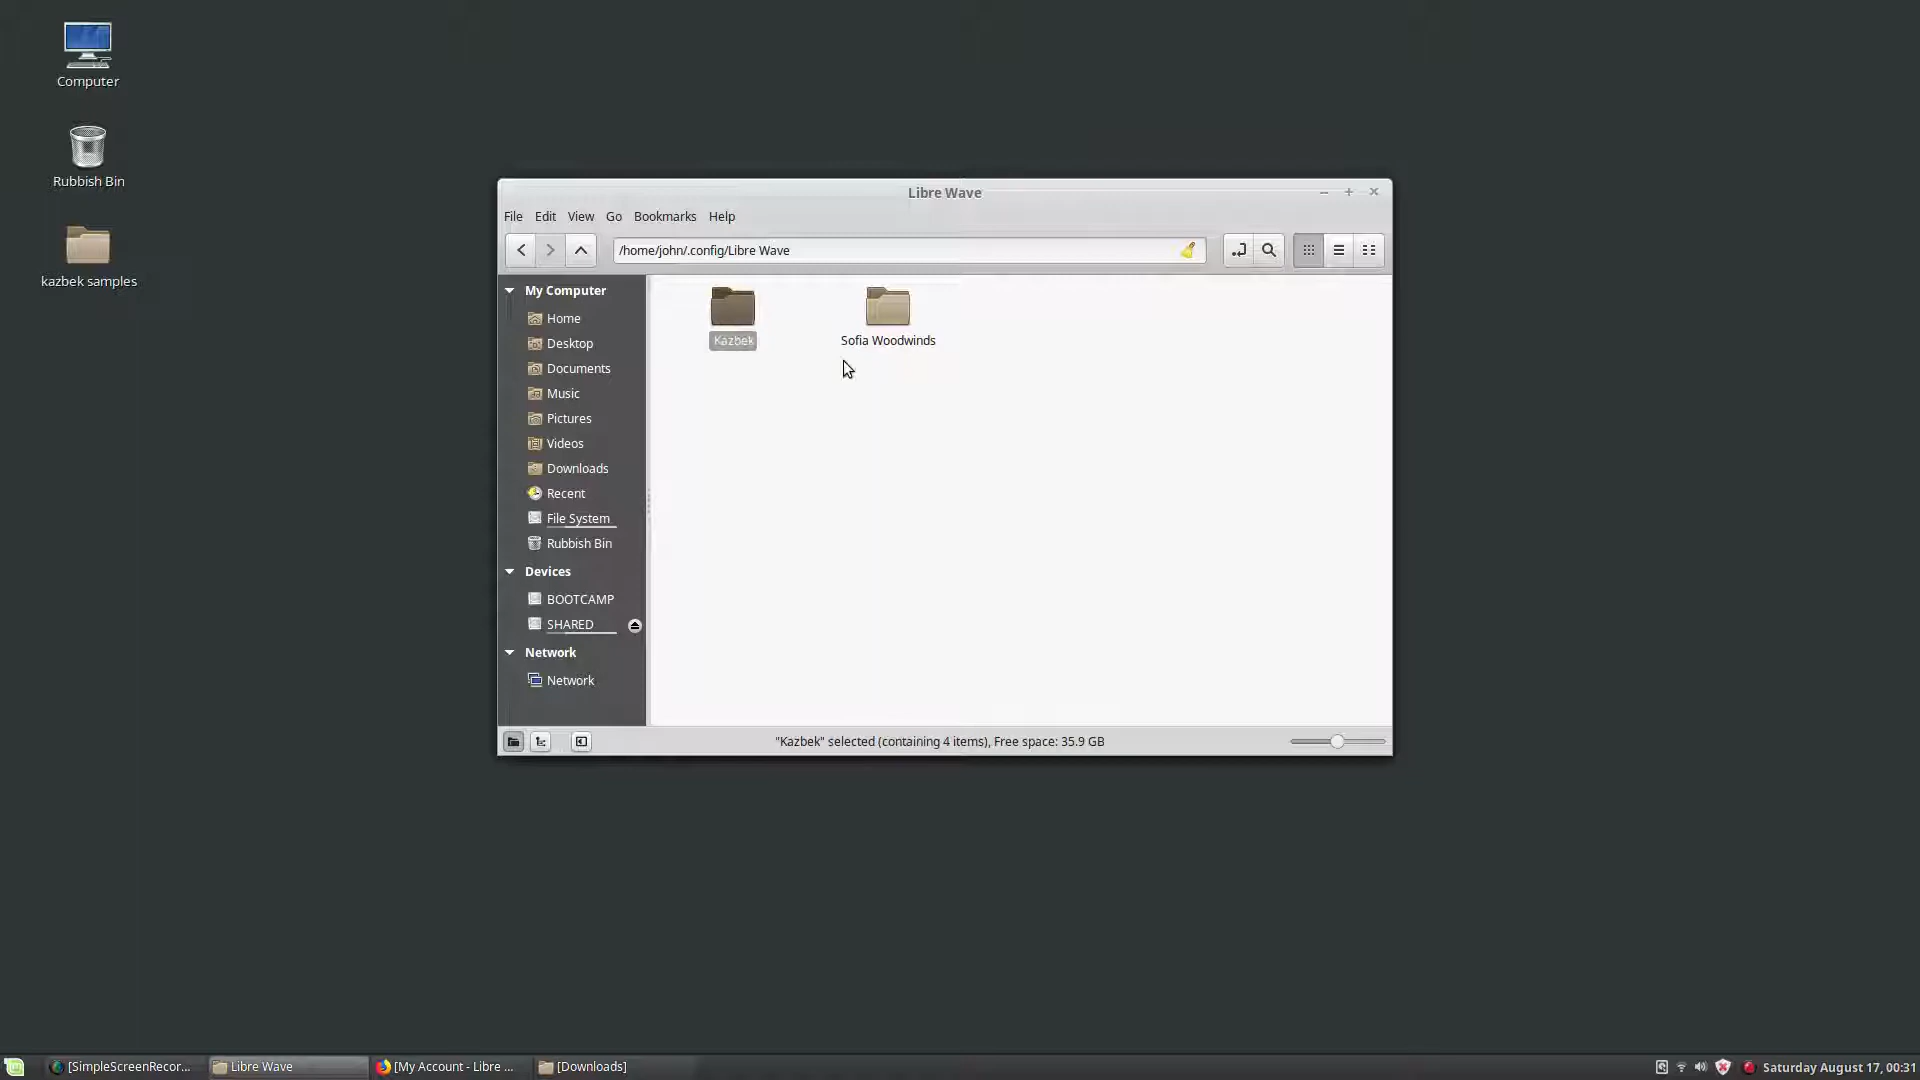 Computer
Rubbish Bin
kazbek samples
Libre Wave
File Edit View Go Bookmarks Help
/home/john/.config/Libre Wave
My Computer
Home
Desktop
Documents
Music
Pictures
Videos
Downloads
Recent
File System
Rubbish Bin
Devices
BOOTCAMP
SHARED
Network
Network
Kazbek
Sofia Woodwinds
"Kazbek" selected (containing 4 items), Free space: 35.9 GB
[SimpleScreenRecor...
Libre Wave
[My Account - Libre ...
[Downloads]
Saturday August 17, 00:31